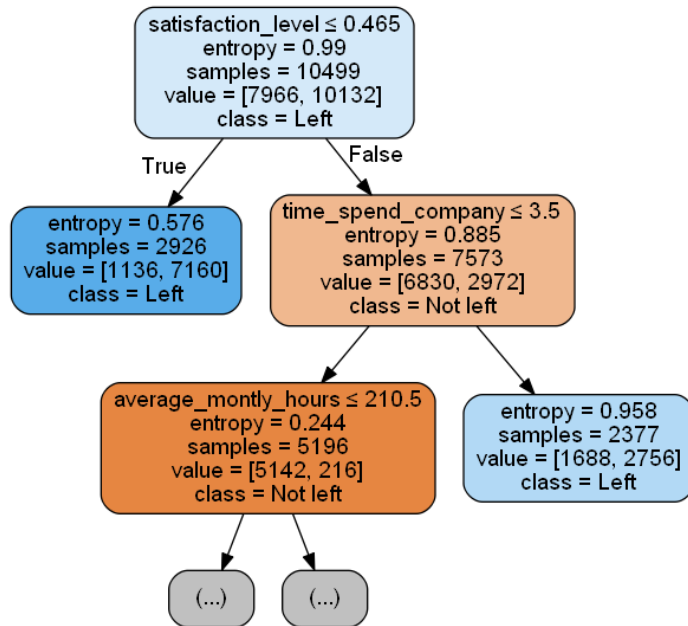 satisfaction_level ≤ 0.465
entropy = 0.99
samples = 10499
value = [7966, 10132]
class = Left
True
False
entropy = 0.576
samples = 2926
value = [1136, 7160]
class = Left
time_spend_company ≤ 3.5
entropy = 0.885
samples = 7573
value = [6830, 2972]
class = Not left
average_montly_hours ≤ 210.5
entropy = 0.244
samples = 5196
value = [5142, 216]
class = Not left
entropy = 0.958
samples = 2377
value = [1688, 2756]
class = Left
(...)
(...)